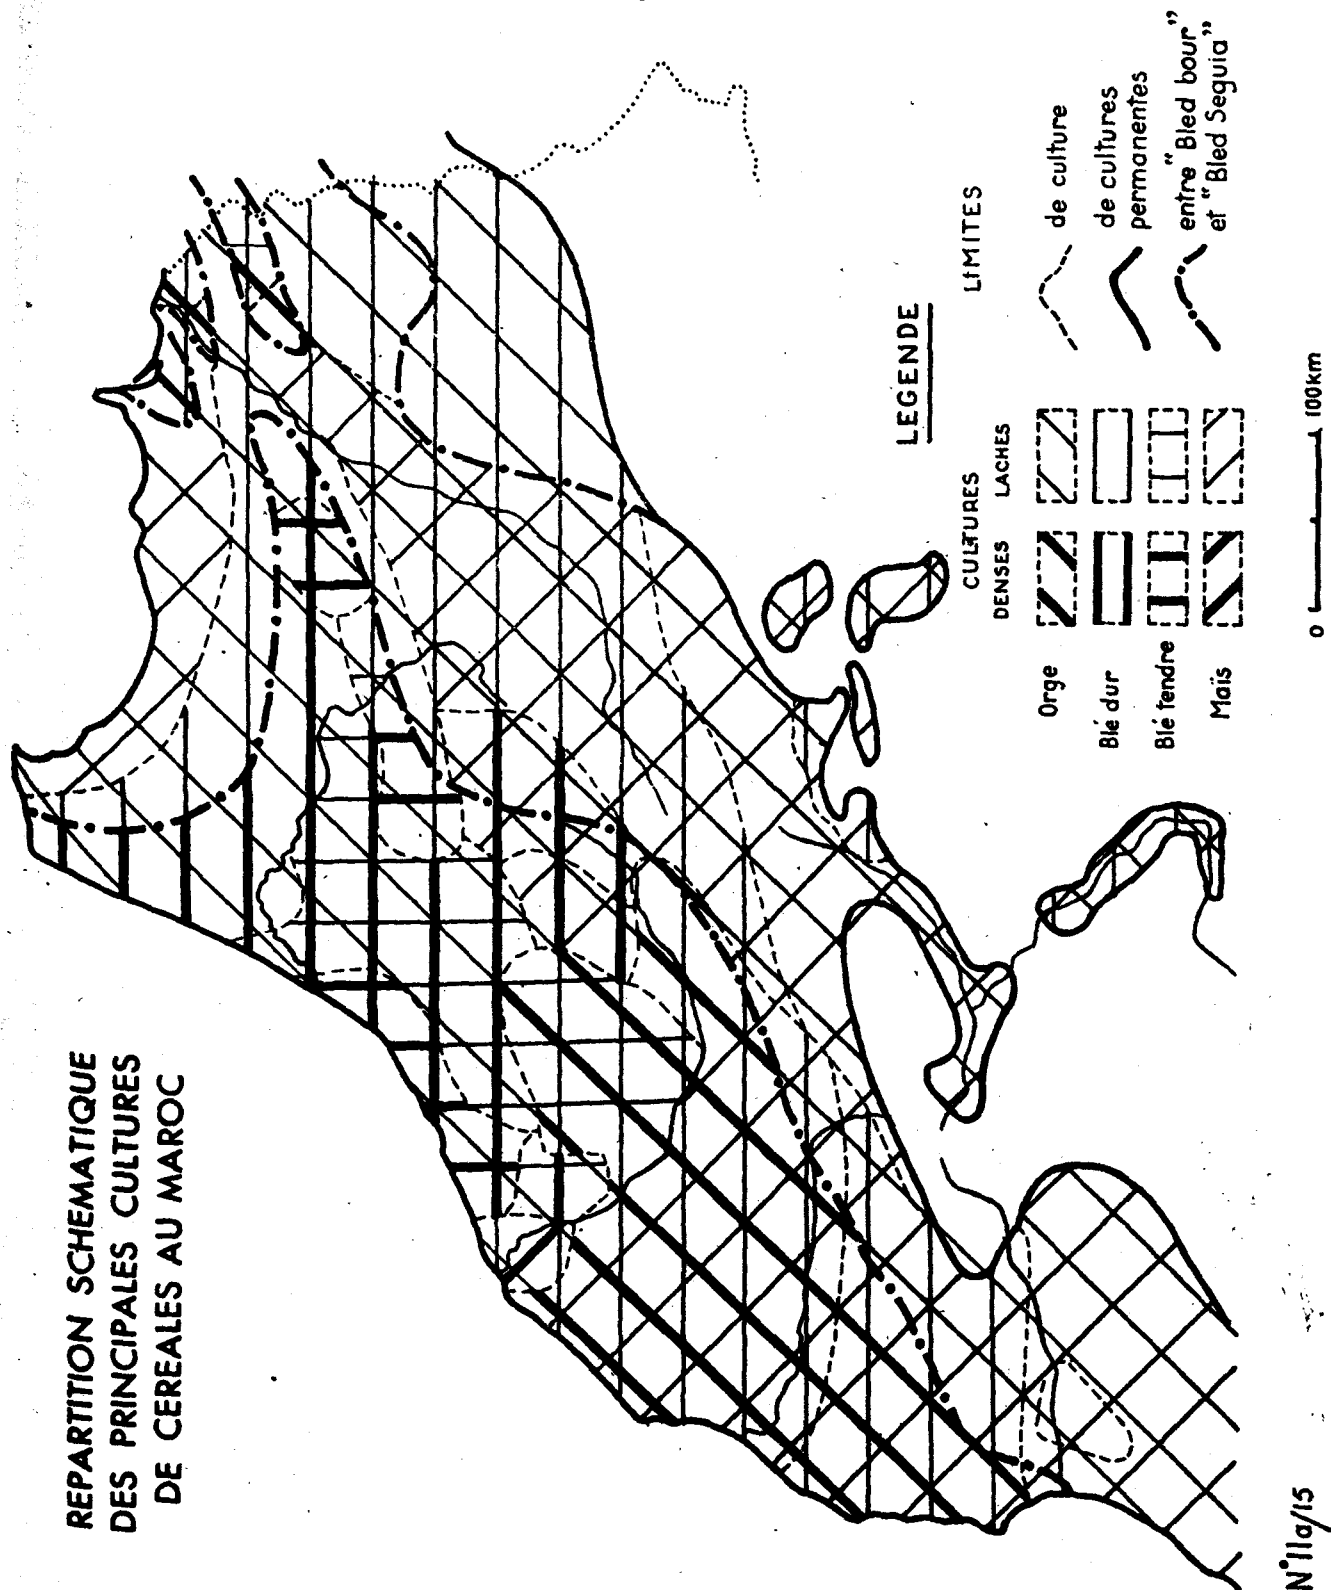 REPARTITION SCHEMATIQUE
DES PRINCIPALES CULTURES
DE CEREALES AU MAROC
LEGENDE
CULTURES
DENSES LACHES
LIMITES
Orge
Blé dur
Blé tendre
Maïs
de culture
de cultures
permanentes
entre "Bled bour"
et "Bled Seguia"
0 100km
N°11a/15